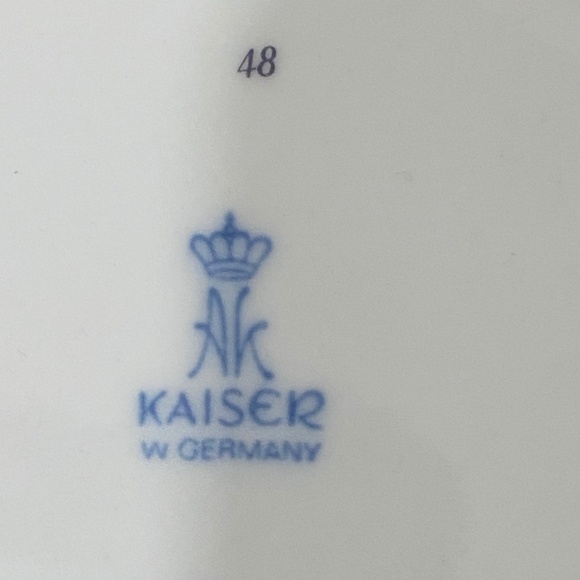 48
AK
KAISER
W GERMANY